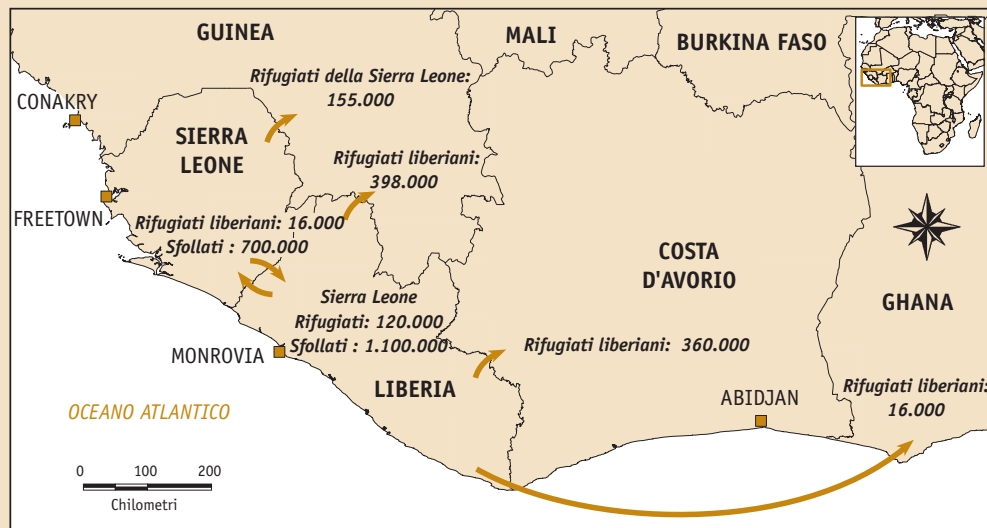 GUINEA
MALI
BURKINA FASO
Rifugiati della Sierra Leone:
155.000
CONAKRY
SIERRA
LEONE
Rifugiati liberiani:
398.000
FREETOWN
Rifugiati liberiani: 16.000
Sfollati : 700.000
COSTA
D'AVORIO
GHANA
Sierra Leone
Rifugiati: 120.000
Sfollati : 1.100.000
MONROVIA
Rifugiati liberiani: 360.000
LIBERIA
Rifugiati liberiani:
16.000
ABIDJAN
OCEANO ATLANTICO
0 100 200
Chilometri